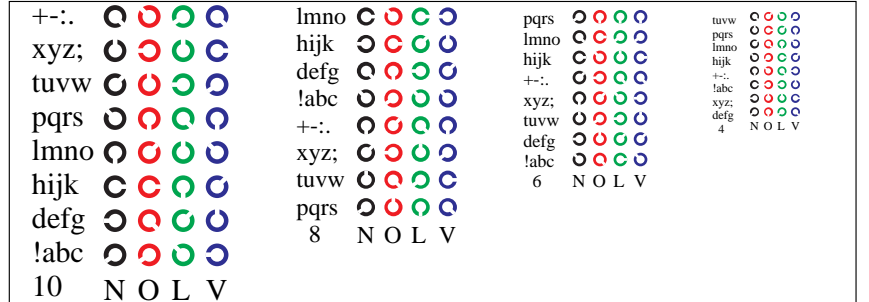 +-:.
xyz;
tuvw
pqrs
lmno
hijk
defg
!abc
10 N O L V
lmno
hijk
defg
!abc
+-:.
xyz;
tuvw
pqrs
8 N O L V
pqrs
lmno
hijk
+-:.
xyz;
tuvw
defg
!abc
6 N O L V
tuvw
pqrs
lmno
hijk
+-:.
!abc
xyz;
defg
4 N O L V